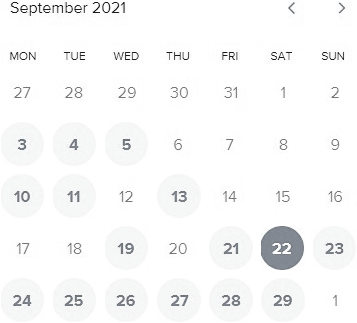 September 2021
MON TUE WED THU FRI SAT SUN
27 28 29 30 31 1 2
3 4 5 6 7 8 9
10 11 12 13 14 15 16
17 18 19 20 21 22 23
24 25 26 27 28 29 1